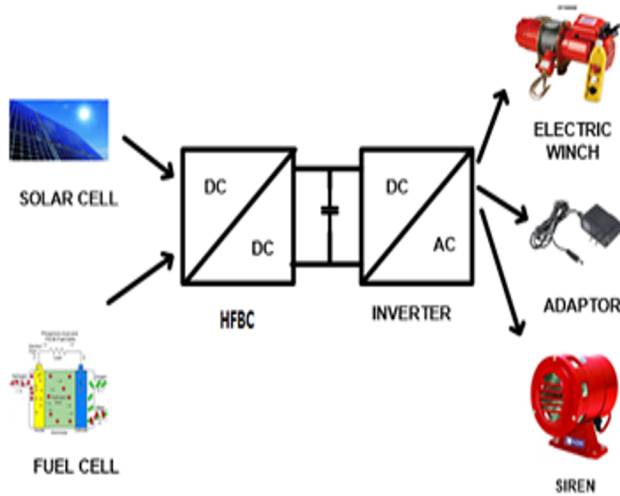 SOLAR CELL
FUEL CELL
DC
DC
HFBC
DC
AC
INVERTER
ELECTRIC
WINCH
ADAPTOR
SIREN